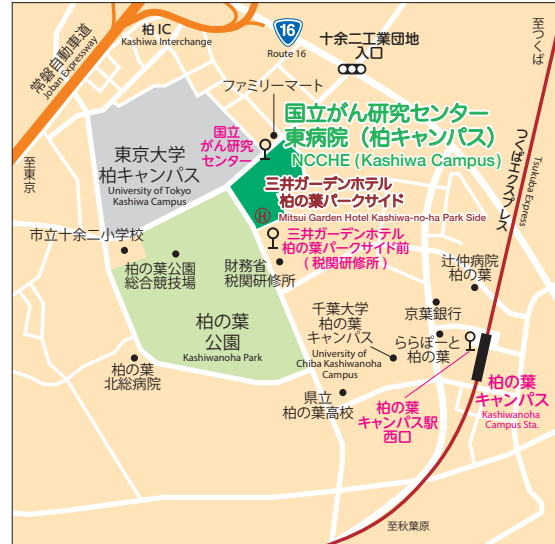 常磐自動車道
Joban Expressway
柏 IC
Kashiwa Interchange
16
Route 16
十余二工業団地
入口
至つくば
ファミリーマート
国立がん研究センター
東病院（柏キャンパス）
NCCHE (Kashiwa Campus)
国立
がん研究
センター
つくばエクスプレス
Tsukuba Express
至東京
東京大学
柏キャンパス
University of Tokyo
Kashiwa Campus
三井ガーデンホテル
柏の葉パークサイド
H
Mitsui Garden Hotel Kashiwa-no-ha Park Side
三井ガーデンホテル
柏の葉パークサイド前
(税関研修所)
市立十余二小学校
柏の葉公園
総合競技場
財務省
税関研修所
辻仲病院
柏の葉
千葉大学
柏の葉
キャンパス
University of
Chiba Kashiwanoha
Campus
京葉銀行
ららぽーと
柏の葉
柏の葉
公園
Kashiwanoha Park
柏の葉
北総病院
県立
柏の葉高校
柏の葉
キャンパス駅
西口
柏の葉
キャンパス
Kashiwanoha
Campus Sta.
至秋葉原